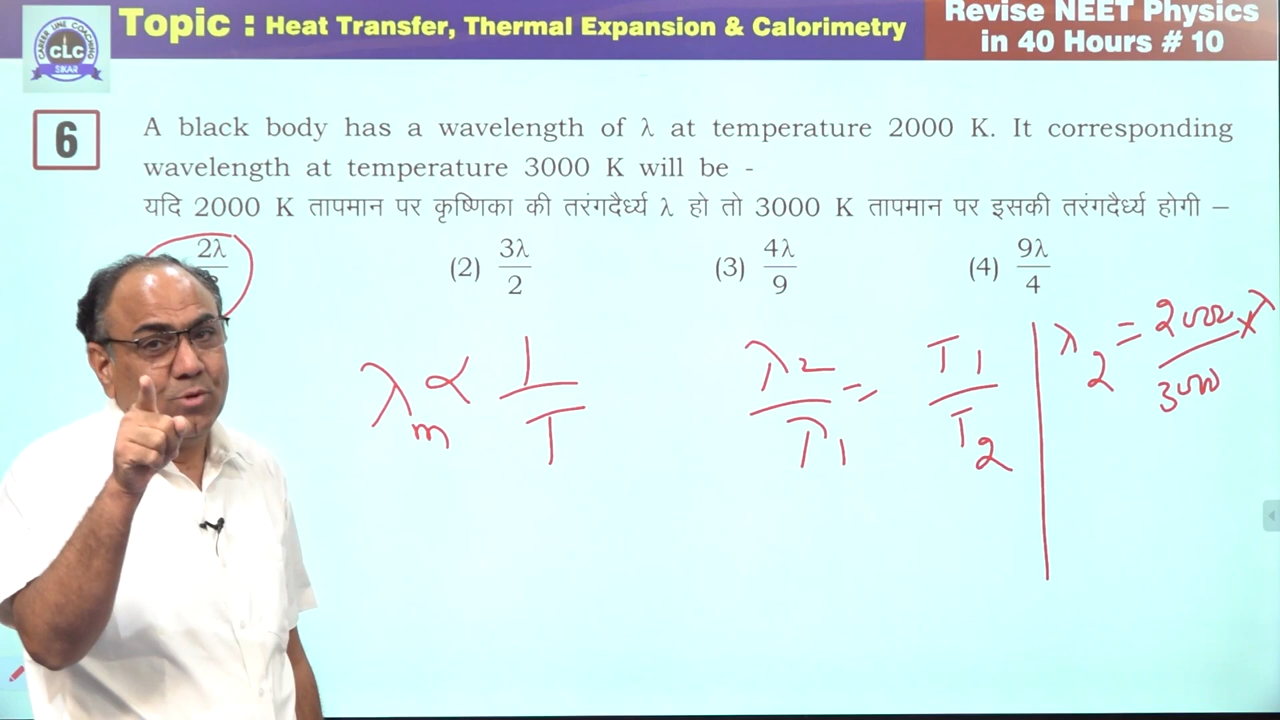 CAREER LINE COACHING
CLC
SIKAR
Topic : Heat Transfer, Thermal Expansion & Calorimetry
Revise NEET Physics
in 40 Hours # 10
6
A black body has a wavelength of λ at temperature 2000 K. It corresponding
wavelength at temperature 3000 K will be -
यदि 2000 K तापमान पर कृष्णिका की तरंगदैर्ध्य λ हो तो 3000 K तापमान पर इसकी तरंगदैर्ध्य होगी –
2λ
(2) 3λ/2 (3) 4λ/9 (4) 9λ/4
λm ∝ 1/T
λ2/λ1 = T1/T2
λ2 = 2000/3000 × λ